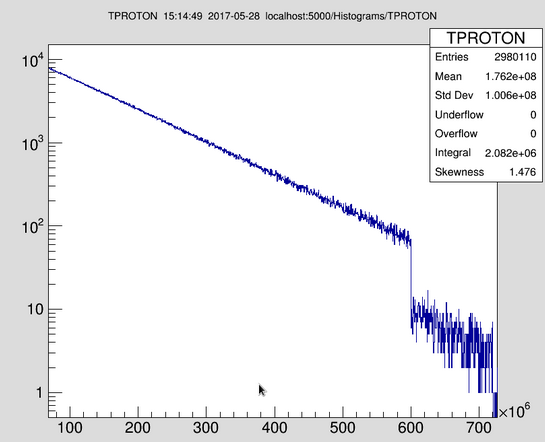 TPROTON 15:14:49 2017-05-28 localhost:5000/Histograms/TPROTON
TPROTON
Entries 2980110
Mean 1.762e+08
Std Dev 1.006e+08
Underflow 0
Overflow 0
Integral 2.082e+06
Skewness 1.476
10⁴
10³
10²
10
1
100 200 300 400 500 600 700 ×10⁶